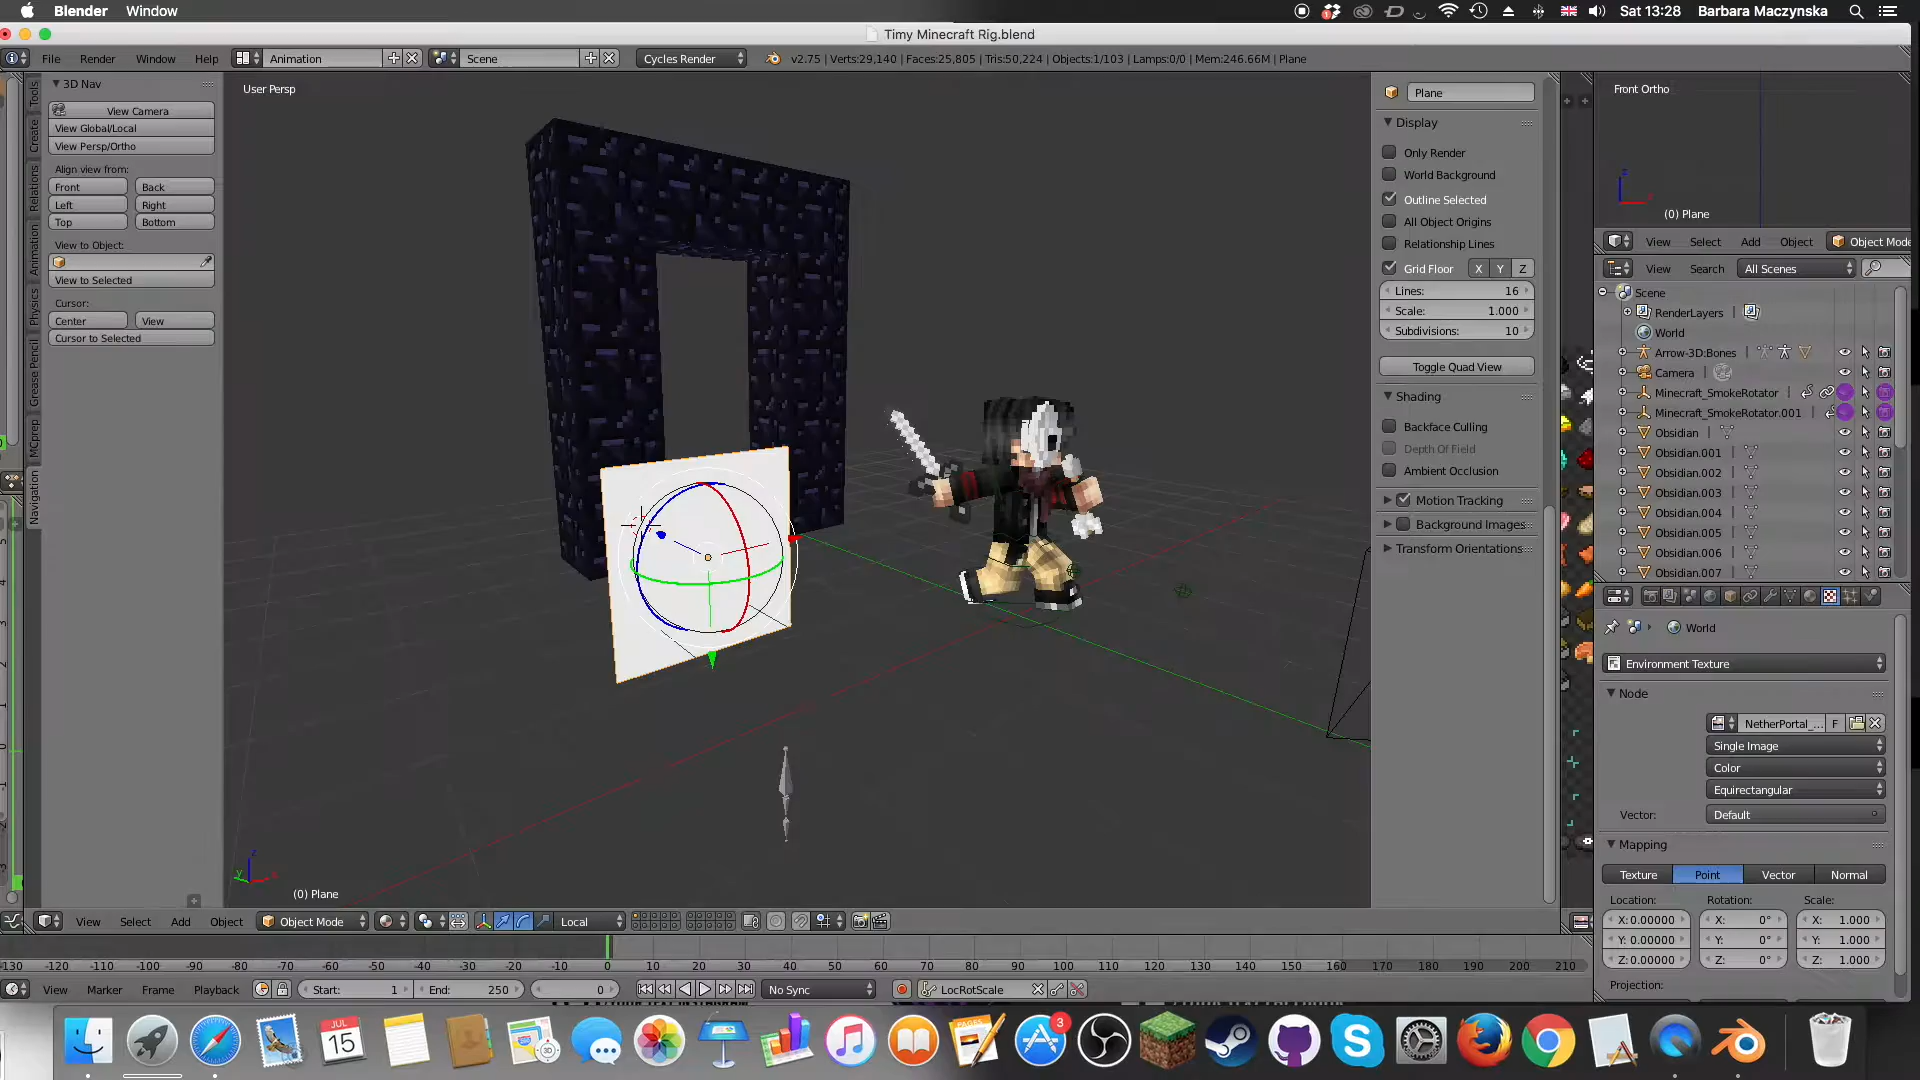 Blender Window Sat 13:28 Barbara Maczynska
Timy Minecraft Rig.blend
File Render Window Help Animation Scene Cycles Render v2.75 | Verts:29,140 | Faces:25,805 | Tris:50,224 | Objects:1/103 | Lamps:0/0 | Mem:246.66M | Plane
3D Nav
View Camera
View Global/Local
View Persp/Ortho
Align view from:
Front Back
Left Right
Top Bottom
View to Object:
View to Selected
Cursor:
Center View
Cursor to Selected
Tools
Create
Relations
Animation
Physics
Grease Pencil
MCprep
Navigation
User Persp
(0) Plane
Plane
Display
Only Render
World Background
Outline Selected
All Object Origins
Relationship Lines
Grid Floor X Y Z
Lines: 16
Scale: 1.000
Subdivisions: 10
Toggle Quad View
Shading
Backface Culling
Depth Of Field
Ambient Occlusion
Motion Tracking
Background Images
Transform Orientations
Front Ortho
(0) Plane
View Select Add Object Object Mode
View Search All Scenes
Scene
RenderLayers
World
Arrow-3D:Bones
Camera
Minecraft_SmokeRotator
Minecraft_SmokeRotator.001
Obsidian
Obsidian.001
Obsidian.002
Obsidian.003
Obsidian.004
Obsidian.005
Obsidian.006
Obsidian.007
World
Environment Texture
Node
NetherPortal_... F
Single Image
Color
Equirectangular
Vector: Default
Mapping
Texture Point Vector Normal
Location: Rotation: Scale:
X:0.00000 X: 0° X: 1.000
Y:0.00000 Y: 0° Y: 1.000
Z:0.00000 Z: 0° Z: 1.000
Projection:
View Select Add Object Object Mode Local
-130 -120 -110 -100 -90 -80 -70 -60 -50 -40 -30 -20 -10 0 10 20 30 40 50 60 70 80 90 100 110 120 130 140 150 160 170 180 190 200 210
View Marker Frame Playback Start: 1 End: 250 0 No Sync LocRotScale
JUL
15
3D
PAGES
3